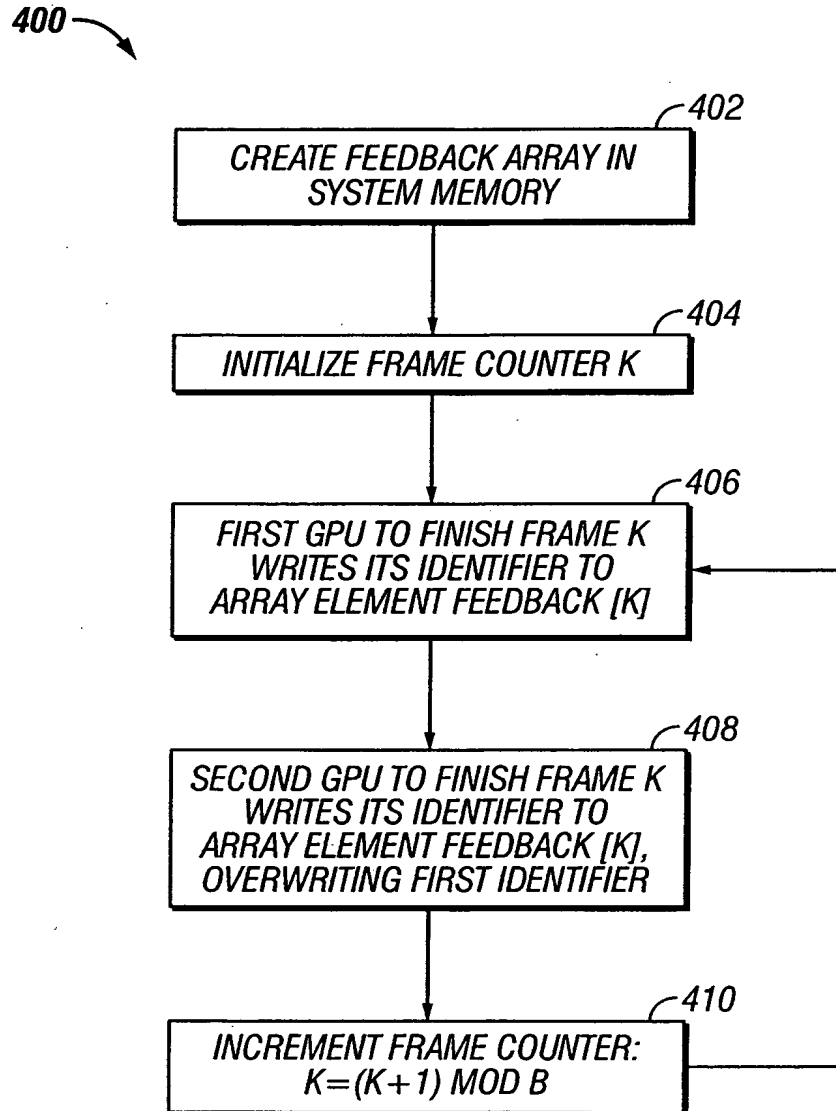 400
402
CREATE FEEDBACK ARRAY IN
SYSTEM MEMORY
404
INITIALIZE FRAME COUNTER K
406
FIRST GPU TO FINISH FRAME K
WRITES ITS IDENTIFIER TO
ARRAY ELEMENT FEEDBACK [K]
408
SECOND GPU TO FINISH FRAME K
WRITES ITS IDENTIFIER TO
ARRAY ELEMENT FEEDBACK [K],
OVERWRITING FIRST IDENTIFIER
410
INCREMENT FRAME COUNTER:
K=(K+1) MOD B